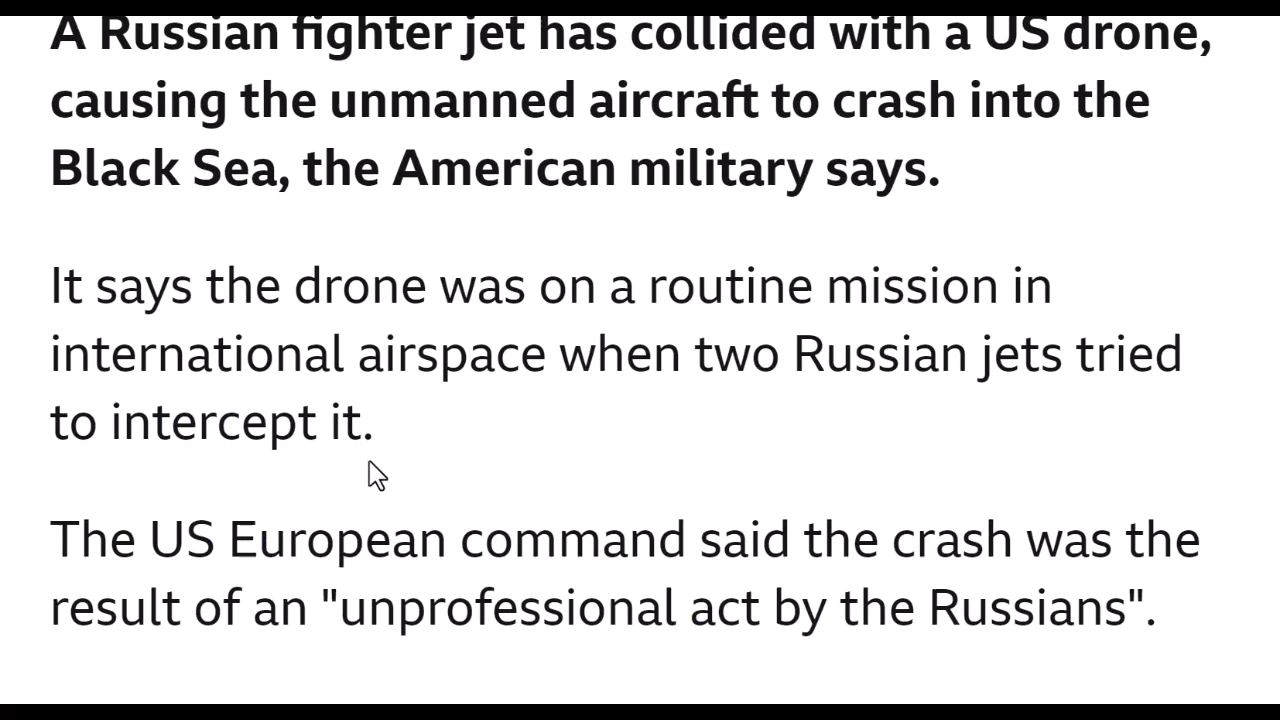 A Russian fighter jet has collided with a US drone,
causing the unmanned aircraft to crash into the
Black Sea, the American military says.
It says the drone was on a routine mission in
international airspace when two Russian jets tried
to intercept it.
The US European command said the crash was the
result of an "unprofessional act by the Russians".